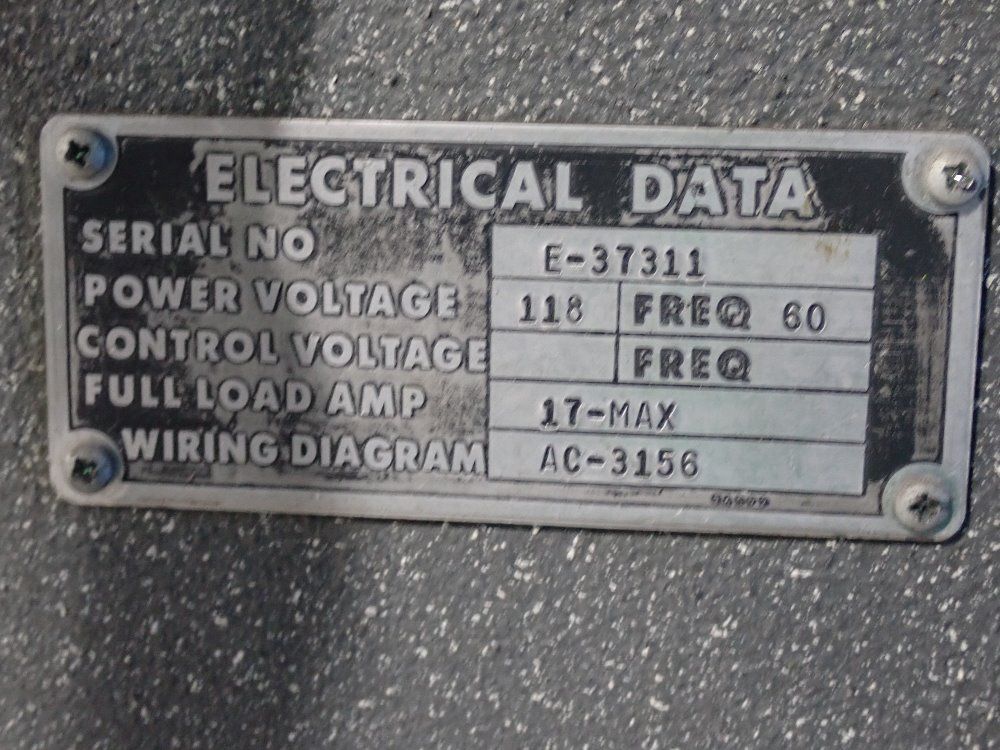 ELECTRICAL DATA
SERIAL NO E-37311
POWER VOLTAGE 118 FREQ 60
CONTROL VOLTAGE FREQ
FULL LOAD AMP 17-MAX
WIRING DIAGRAM AC-3156